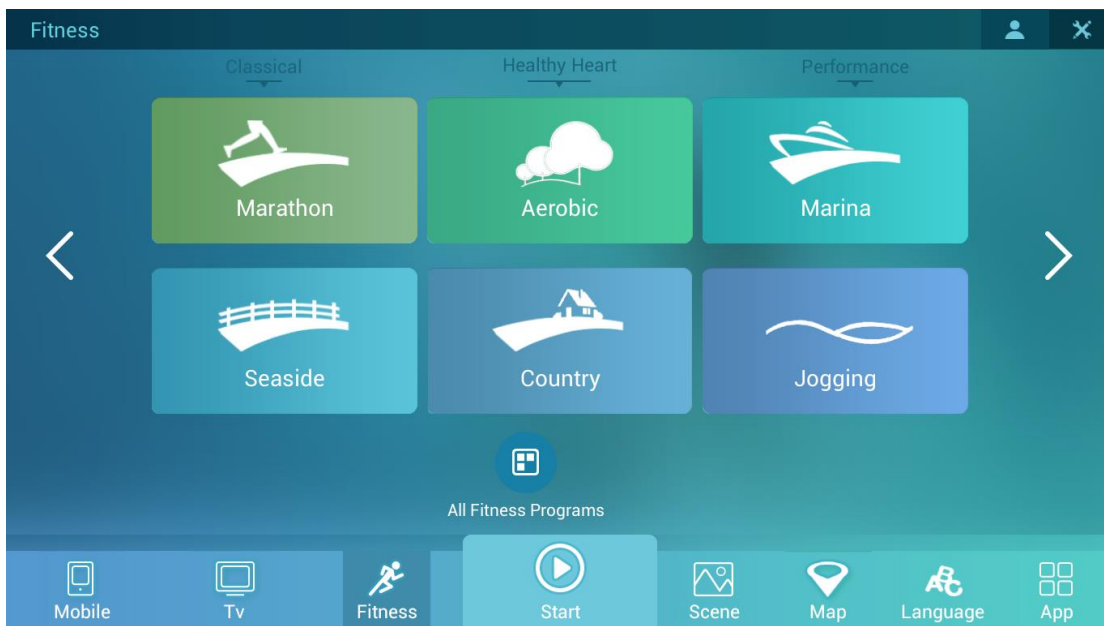 Fitness
Classical Healthy Heart Performance
Marathon Aerobic Marina
Seaside Country Jogging
All Fitness Programs
Mobile Tv Fitness Start Scene Map Language App